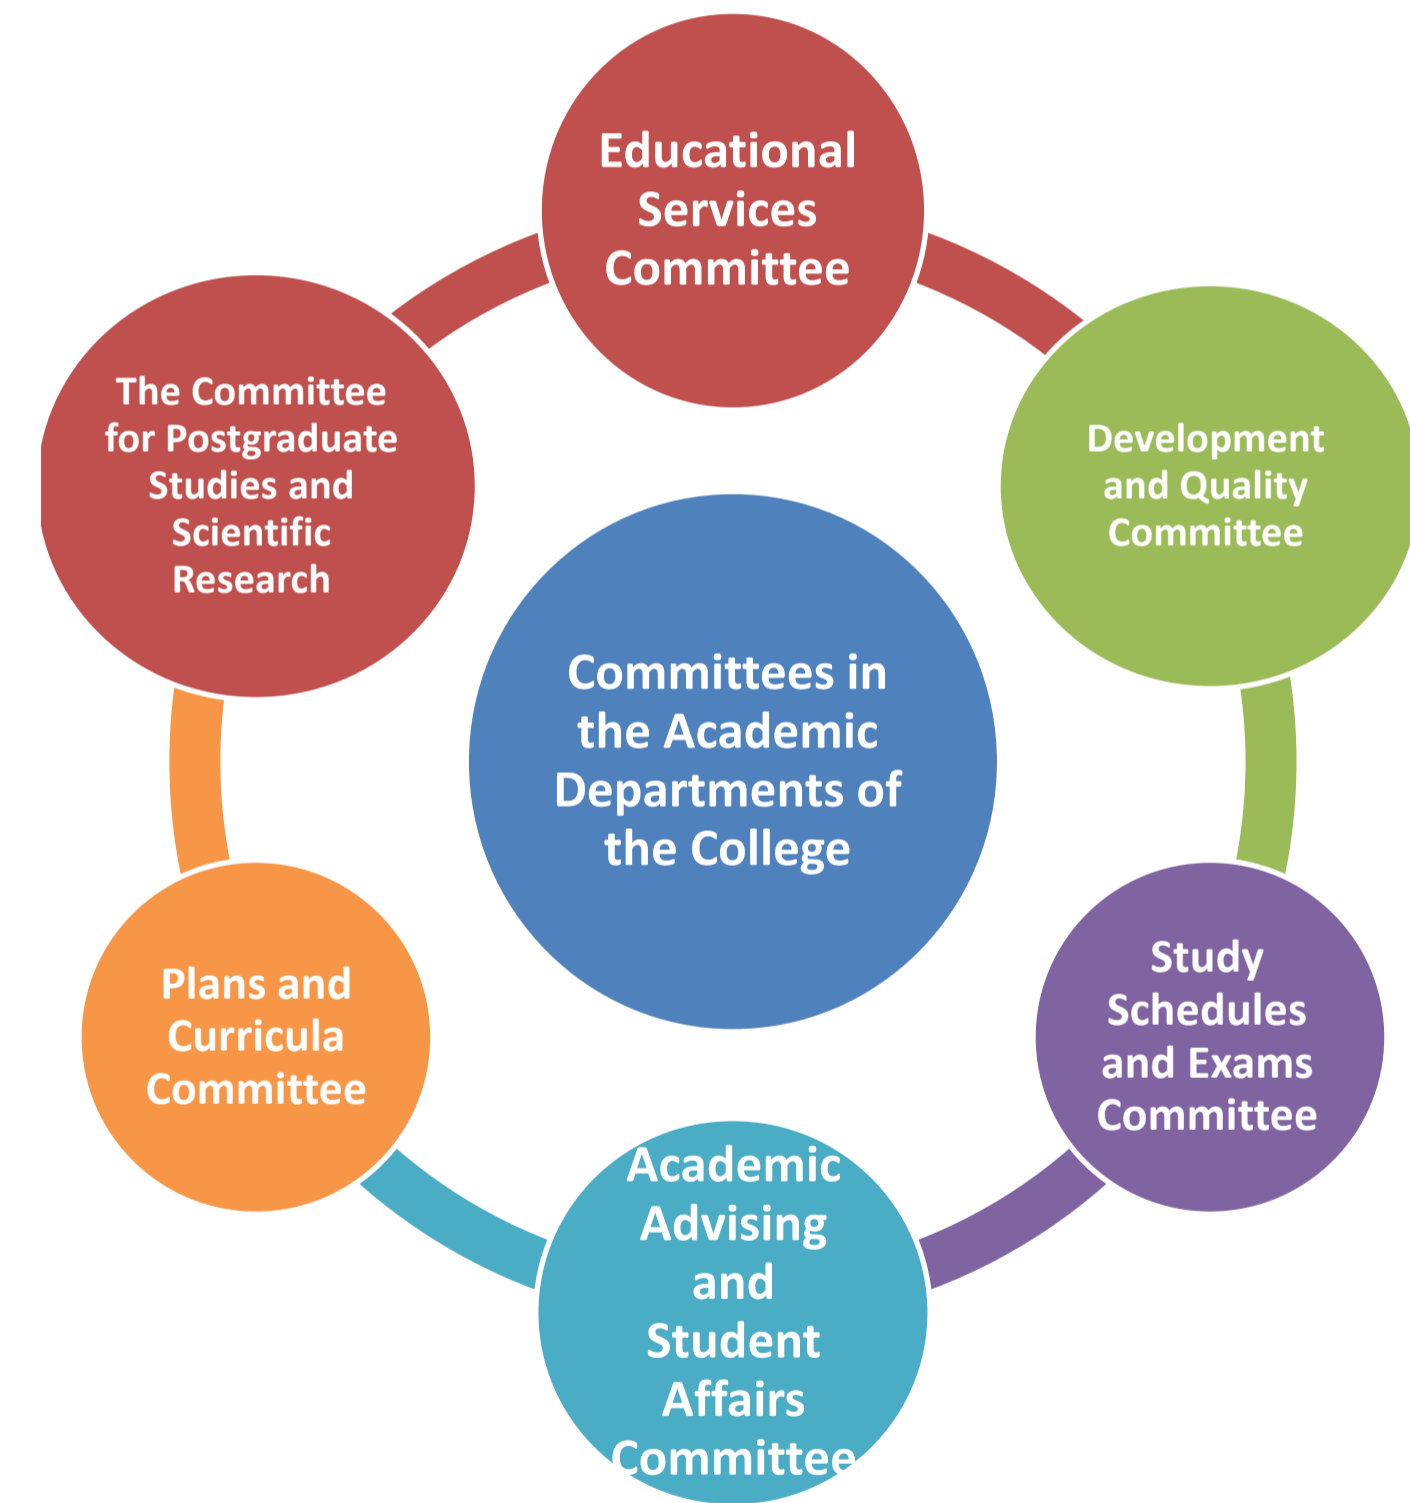 Educational
Services
Committee
Development
and Quality
Committee
Study
Schedules
and Exams
Committee
Academic
Advising
and
Student
Affairs
Committee
Plans and
Curricula
Committee
The Committee
for Postgraduate
Studies and
Scientific
Research
Committees in
the Academic
Departments of
the College